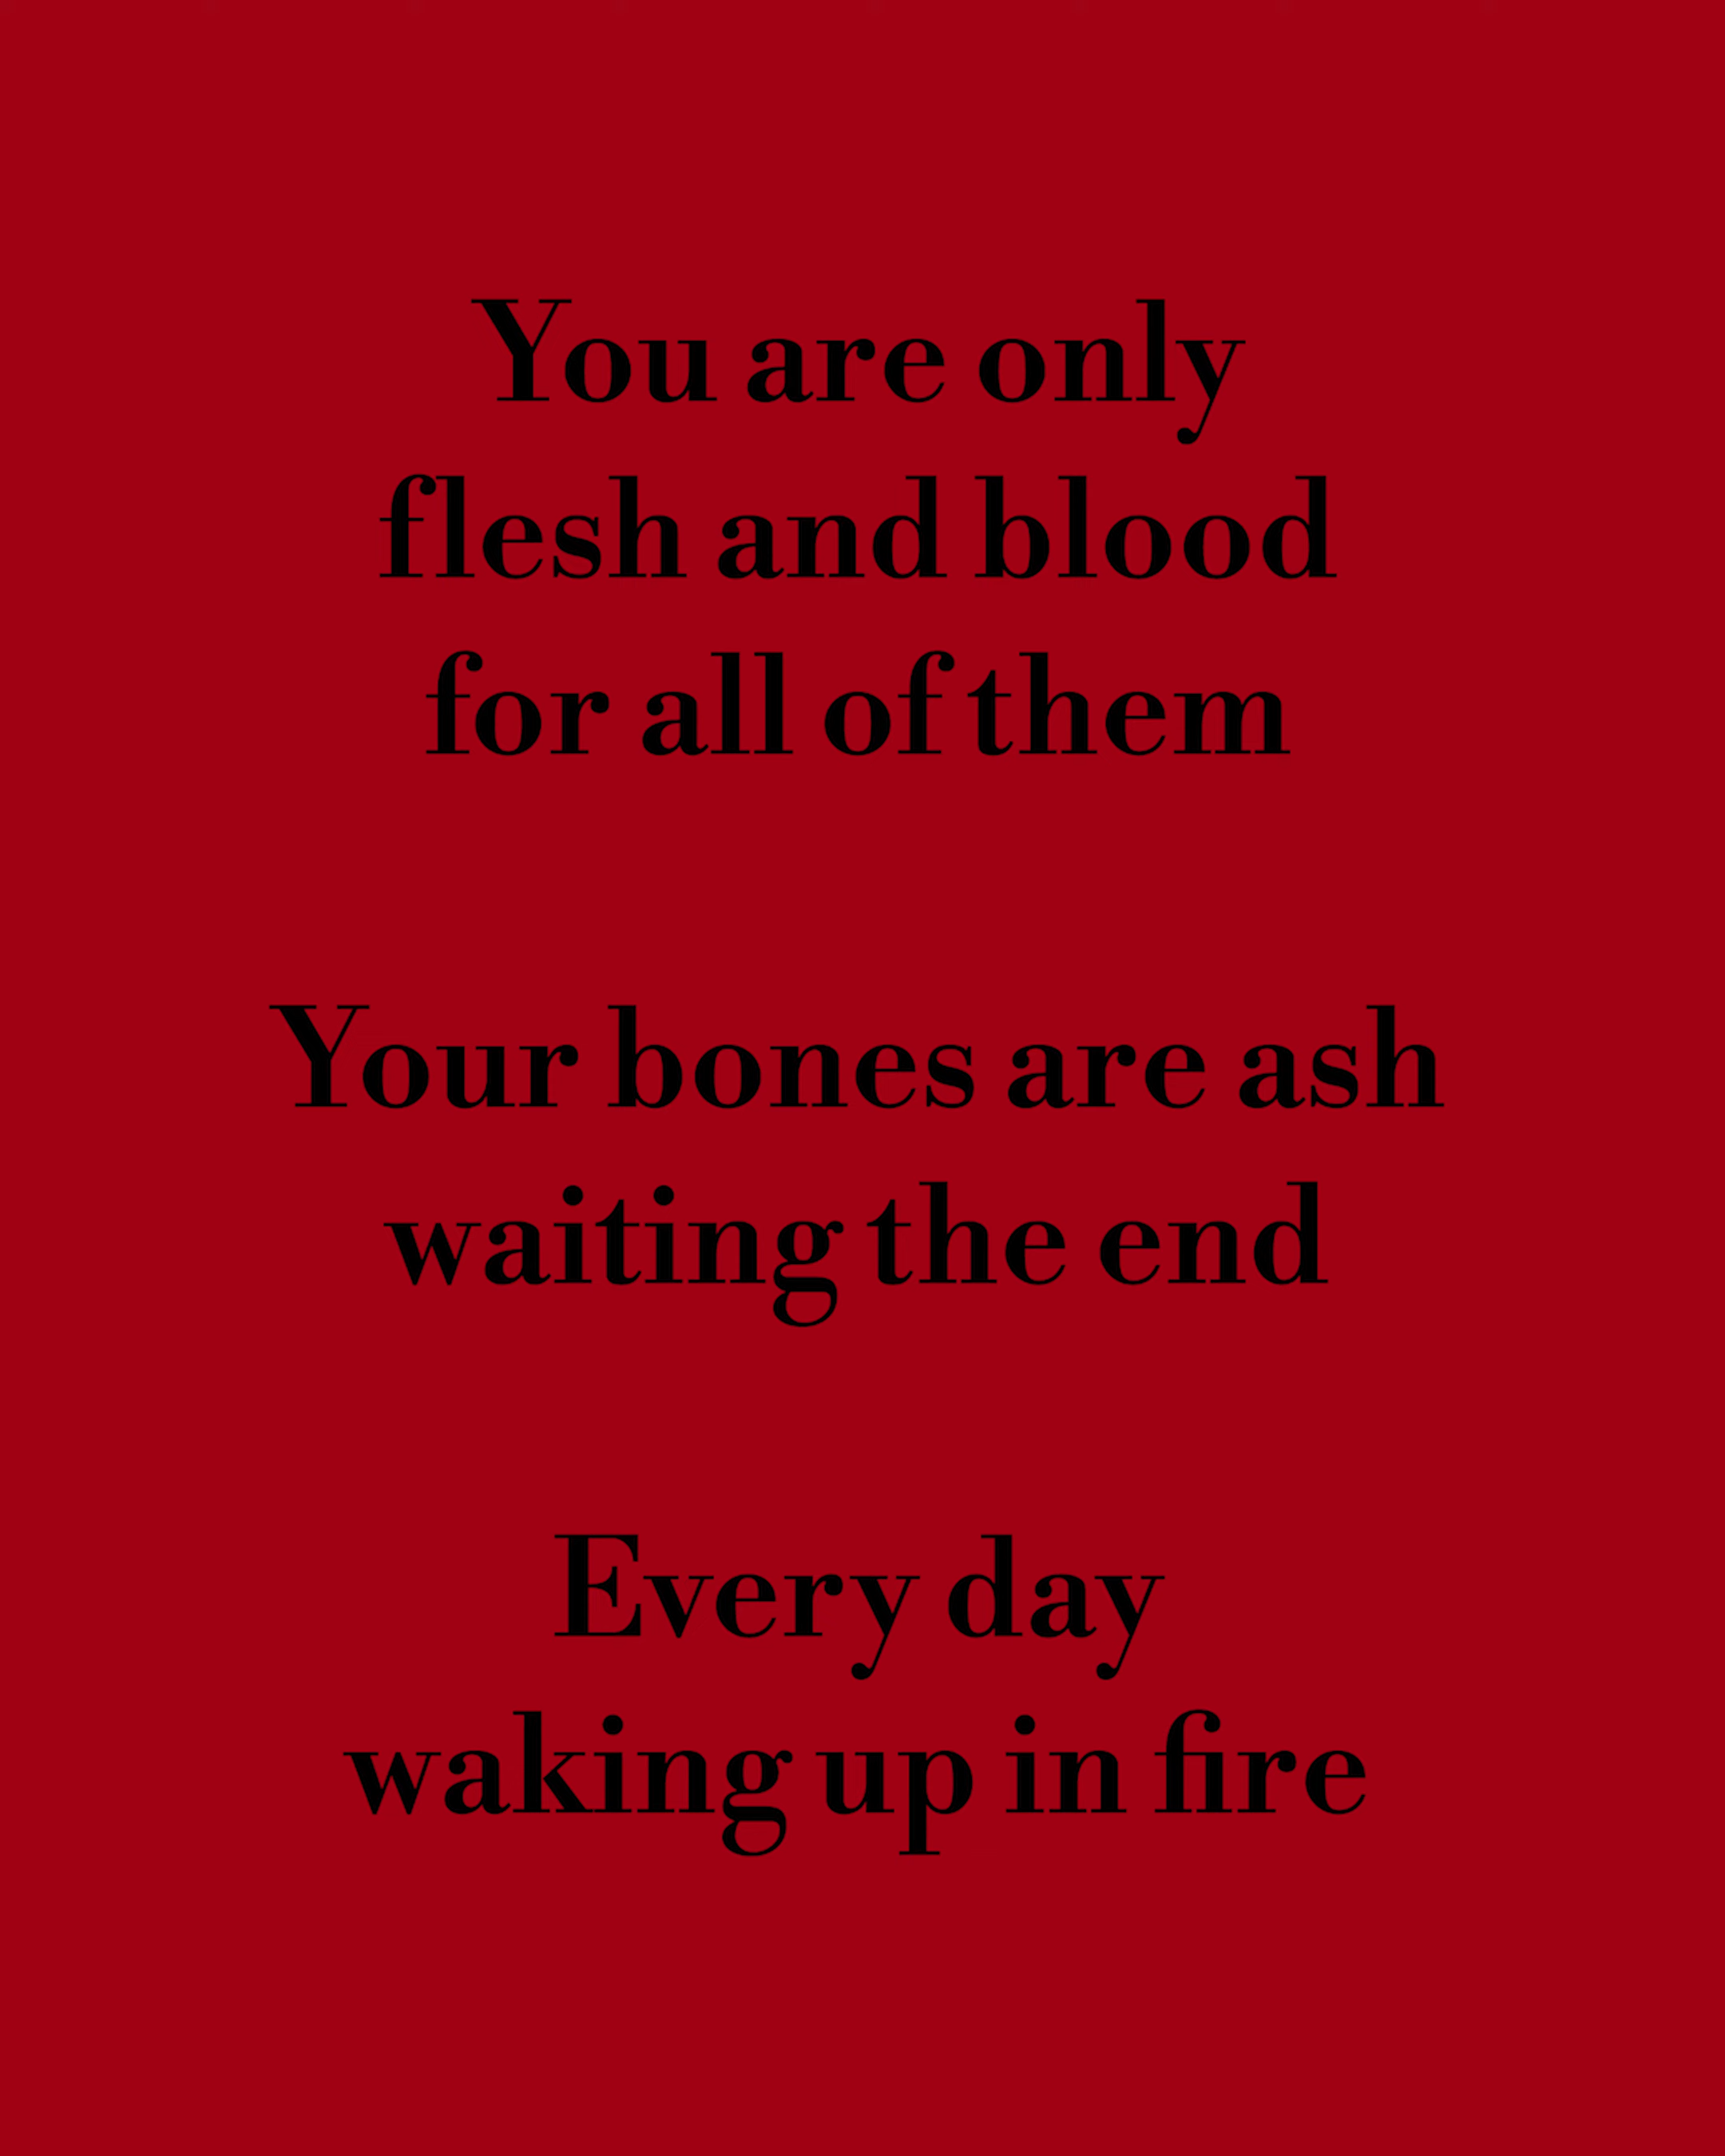 You are only
flesh and blood
for all of them
Your bones are ash
waiting the end
Every day
waking up in fire